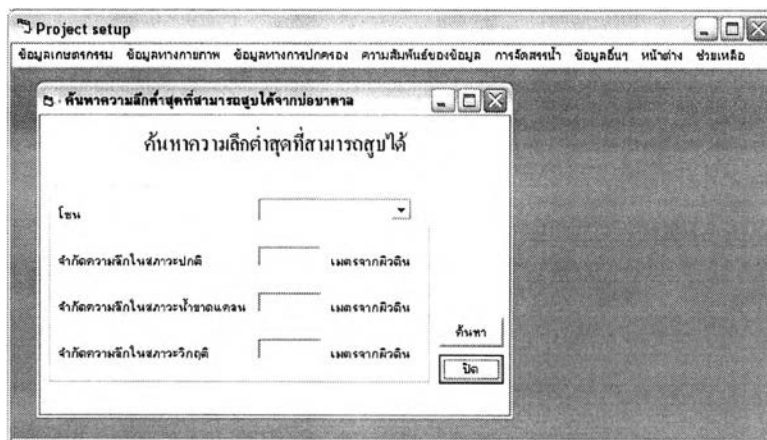 Project setup
ข้อมูลเกษตรกรรม ข้อมูลทางกายภาพ ข้อมูลทางการปกครอง ความสัมพันธ์ของข้อมูล การจัดสรรน้ำ ข้อมูลอื่นๆ หน้าต่าง ช่วยเหลือ
ค้นหาความลึกต่ำสุดที่สามารถสูบได้จากบ่อบาดาล
ค้นหาความลึกต่ำสุดที่สามารถสูบได้
โซน
จำกัดความลึกในสภาวะปกติ เมตรจากผิวดิน
จำกัดความลึกในสภาวะน้ำขาดแคลน เมตรจากผิวดิน
จำกัดความลึกในสภาวะวิกฤติ เมตรจากผิวดิน
ค้นหา
ปิด